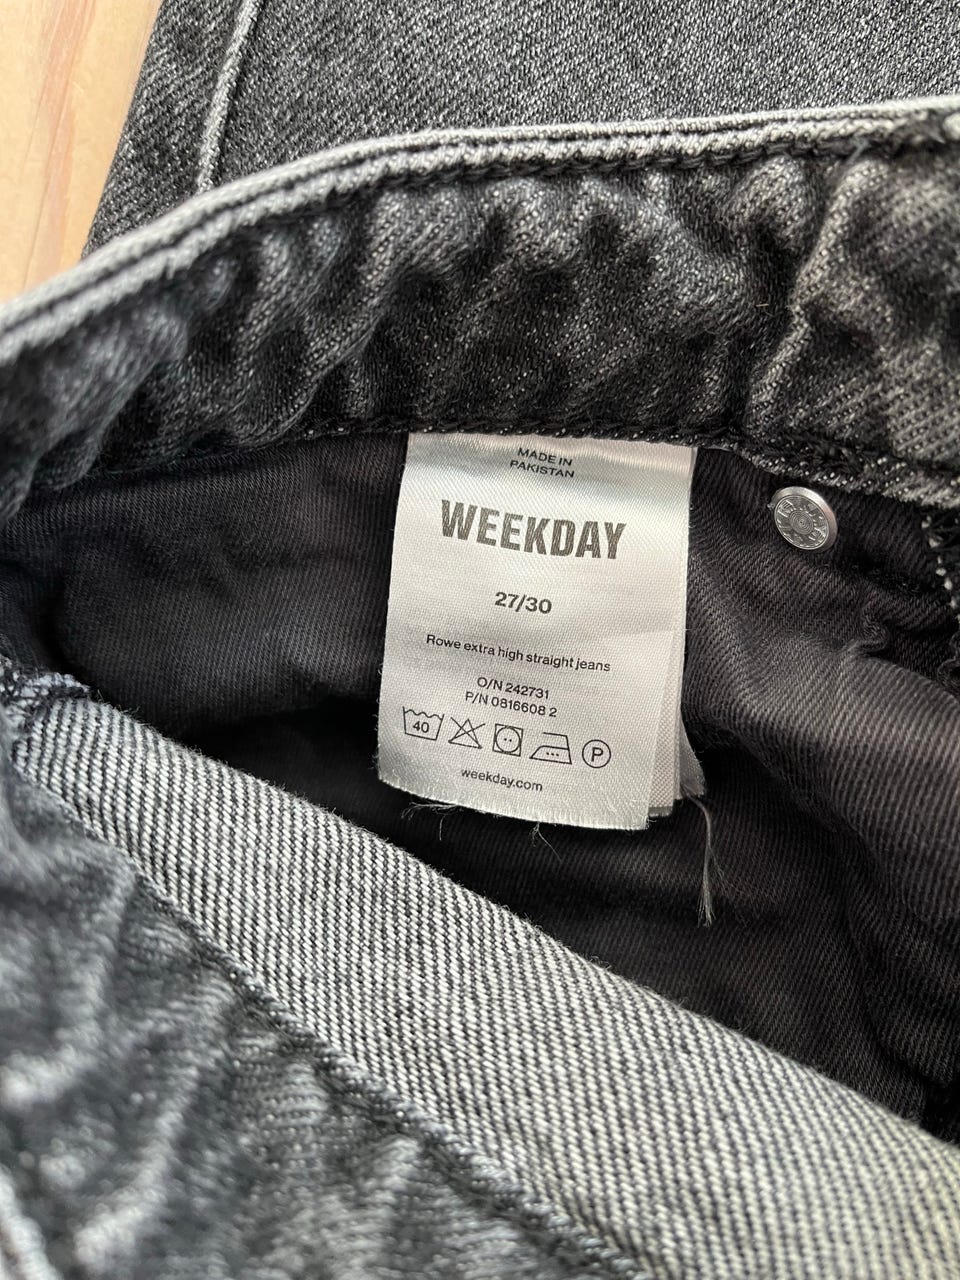 MADE IN
PAKISTAN
WEEKDAY
27/30
Rowe extra high straight jeans
O/N 242731
P/N 0816608 2
40 P
weekday.com